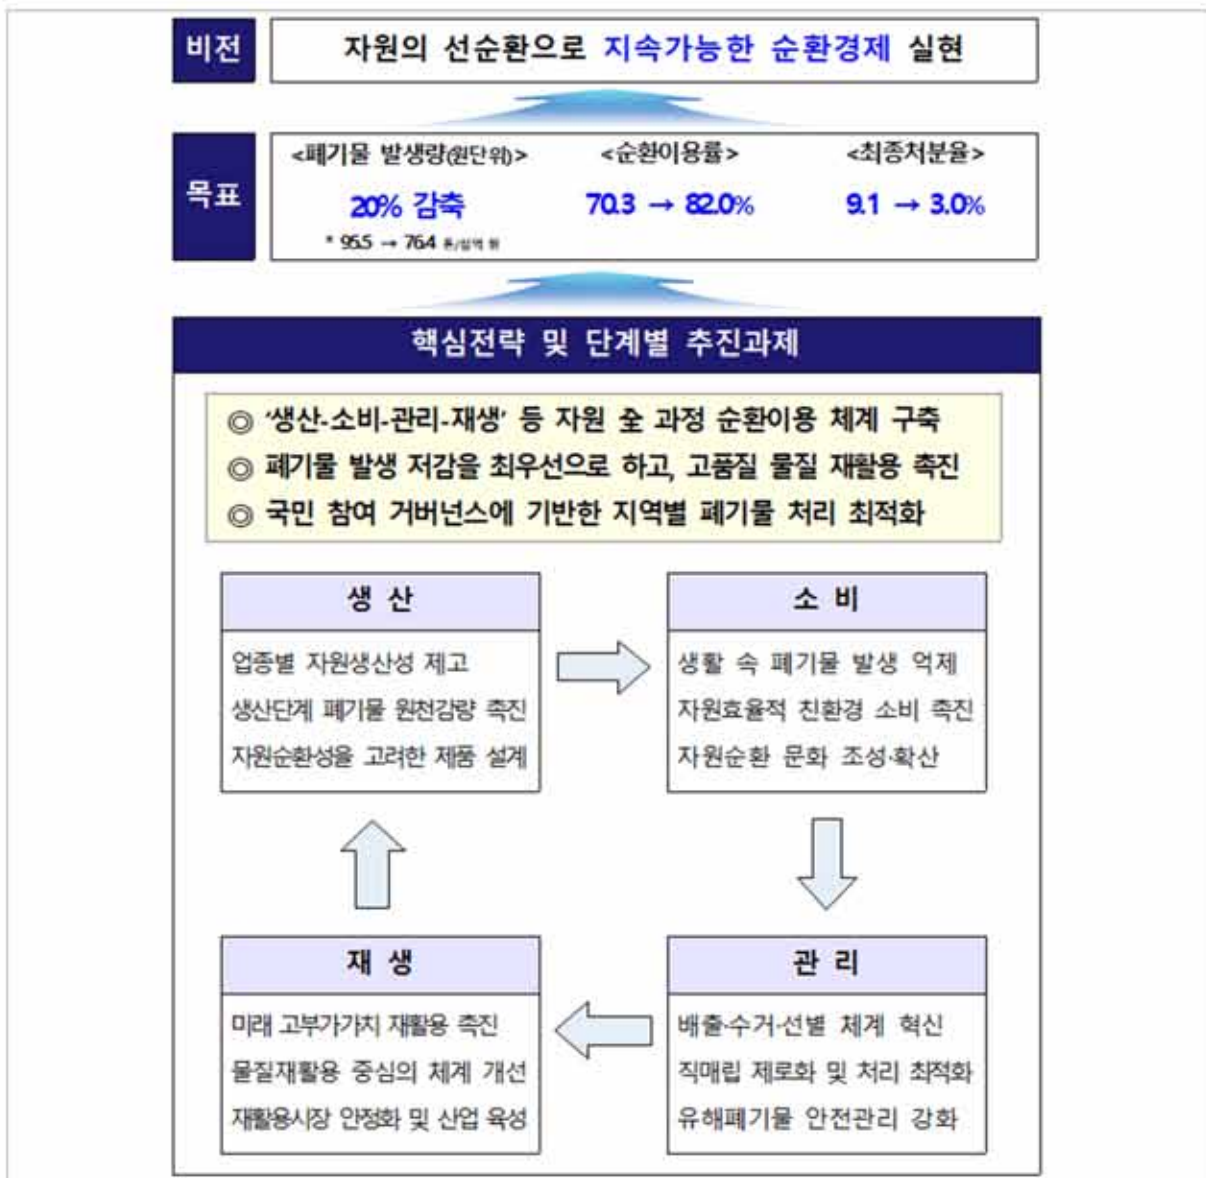 비전
자원의 선순환으로 지속가능한 순환경제 실현
목표
<폐기물 발생량(원단위)>
20% 감축
* 95.5 → 76.4 톤/십억 원
<순환이용률>
70.3 → 82.0%
<최종처분율>
9.1 → 3.0%
핵심전략 및 단계별 추진과제
◎ ‘생산-소비-관리-재생’ 등 자원 全 과정 순환이용 체계 구축
◎ 폐기물 발생 저감을 최우선으로 하고, 고품질 물질 재활용 촉진
◎ 국민 참여 거버넌스에 기반한 지역별 폐기물 처리 최적화
생 산
업종별 자원생산성 제고
생산단계 폐기물 원천감량 촉진
자원순환성을 고려한 제품 설계
소 비
생활 속 폐기물 발생 억제
자원효율적 친환경 소비 촉진
자원순환 문화 조성·확산
관 리
배출·수거·선별 체계 혁신
직매립 제로화 및 처리 최적화
유해폐기물 안전관리 강화
재 생
미래 고부가가치 재활용 촉진
물질재활용 중심의 체계 개선
재활용시장 안정화 및 산업 육성